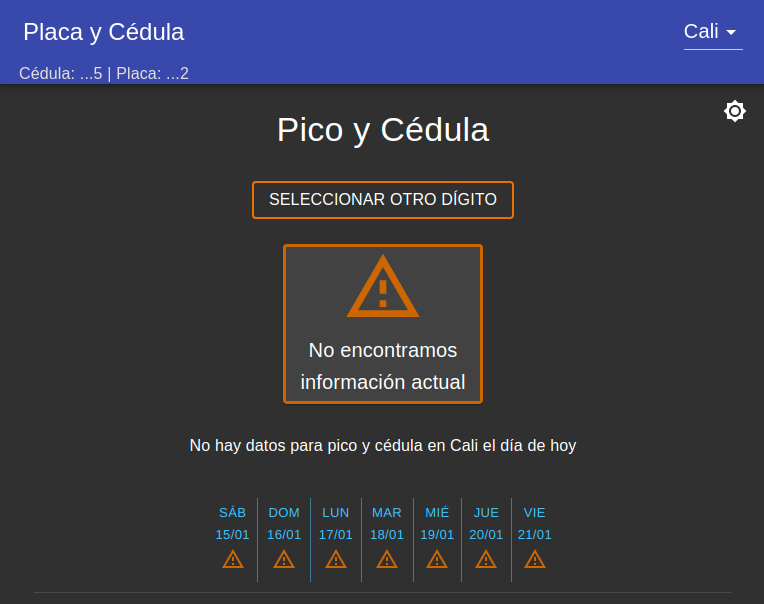 Placa y Cédula
Cali
Cédula: ...5 | Placa: ...2
Pico y Cédula
SELECCIONAR OTRO DÍGITO
No encontramos
información actual
No hay datos para pico y cédula en Cali el día de hoy
SÁB DOM LUN MAR MIÉ JUE VIE
15/01 16/01 17/01 18/01 19/01 20/01 21/01